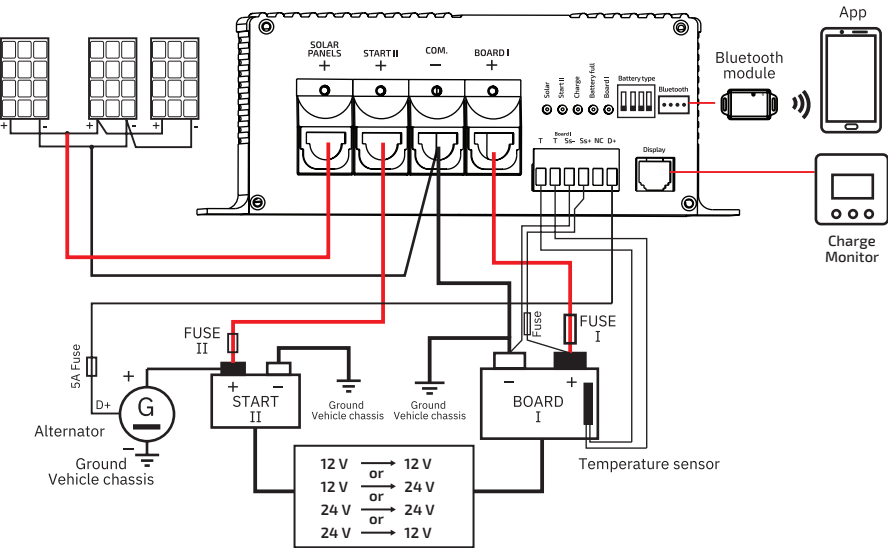 App
SOLAR
PANELS
+
START II
+
COM.
−
BOARD I
+
Solar
Start II
Charge
Battery full
Board I
Battery type
Bluetooth
Bluetooth
module
+ - + - + -
Board I
T T Ss− Ss+ NC D+
Display
Charge
Monitor
FUSE
II
Fuse
FUSE
I
5A Fuse
+
D+
G
−
Alternator
Ground
Vehicle chassis
+ −
START
II
Ground
Vehicle chassis
Ground
Vehicle chassis
− +
BOARD
I
Temperature sensor
12 V → 12 V
or
12 V → 24 V
or
24 V → 24 V
or
24 V → 12 V